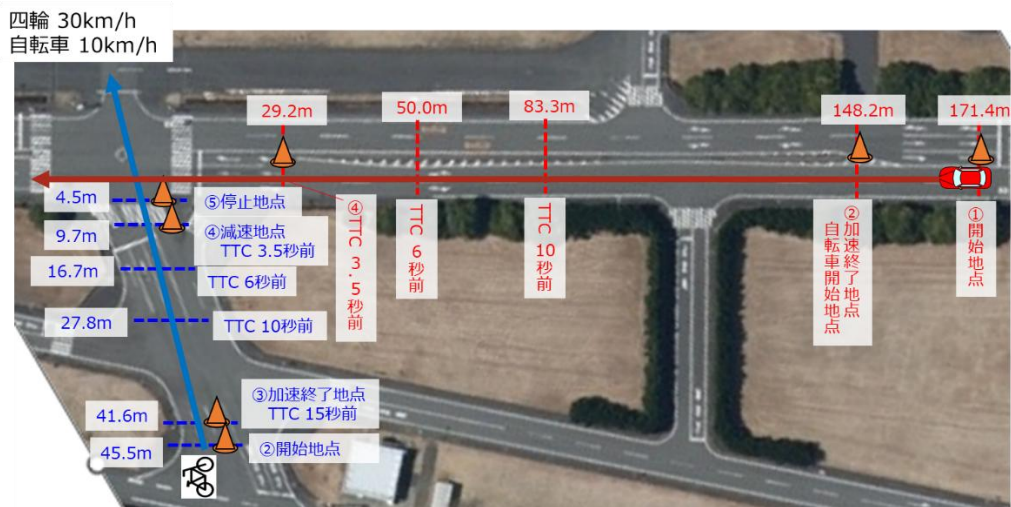 四輪 30km/h
自転車 10km/h
29.2m
50.0m
83.3m
148.2m
171.4m
4.5m
⑤停止地点
9.7m
④減速地点
TTC 3.5秒前
16.7m
TTC 6秒前
27.8m
TTC 10秒前
③加速終了地点
TTC 15秒前
41.6m
45.5m
②開始地点
④TTC 3.5秒前
TTC 6秒前
TTC 10秒前
②加速終了地点
自転車開始地点
①開始地点